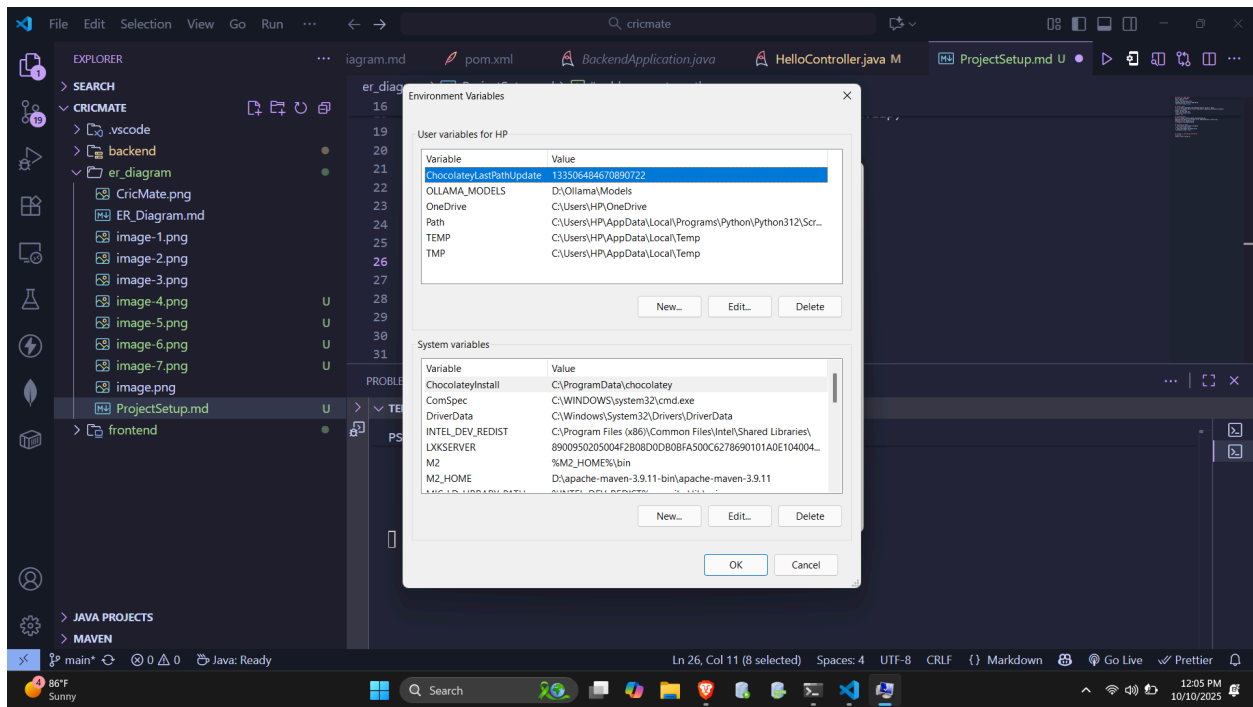 File Edit Selection View Go Run ··· cricmate
EXPLORER ···
SEARCH
CRICMATE
.vscode
backend
er_diagram
CricMate.png
ER_Diagram.md
image-1.png
image-2.png
image-3.png
image-4.png U
image-5.png U
image-6.png U
image-7.png U
image.png
ProjectSetup.md U
frontend
JAVA PROJECTS
MAVEN
1
19
iagram.md pom.xml BackendApplication.java HelloController.java M ProjectSetup.md U
er_diag
16
19
20
21
22
23
24
25
26
27
28
29
30
31
Environment Variables
User variables for HP
Variable Value
ChocolateyLastPathUpdate 133506484670890722
OLLAMA_MODELS D:\Ollama\Models
OneDrive C:\Users\HP\OneDrive
Path C:\Users\HP\AppData\Local\Programs\Python\Python312\Scr...
TEMP C:\Users\HP\AppData\Local\Temp
TMP C:\Users\HP\AppData\Local\Temp
New... Edit... Delete
System variables
Variable Value
ChocolateyInstall C:\ProgramData\chocolatey
ComSpec C:\WINDOWS\system32\cmd.exe
DriverData C:\Windows\System32\Drivers\DriverData
INTEL_DEV_REDIST C:\Program Files (x86)\Common Files\Intel\Shared Libraries\
LXKSERVER 8900950205004F2B08D0DB0BFA500C6278690101A0E104004...
M2 %M2_HOME%\bin
M2_HOME D:\apache-maven-3.9.11-bin\apache-maven-3.9.11
New... Edit... Delete
OK Cancel
PROBLE
TE
PS
main* 0 0 Java: Ready Ln 26, Col 11 (8 selected) Spaces: 4 UTF-8 CRLF {} Markdown Go Live Prettier
4
86°F
Sunny
Search
12:05 PM
10/10/2025